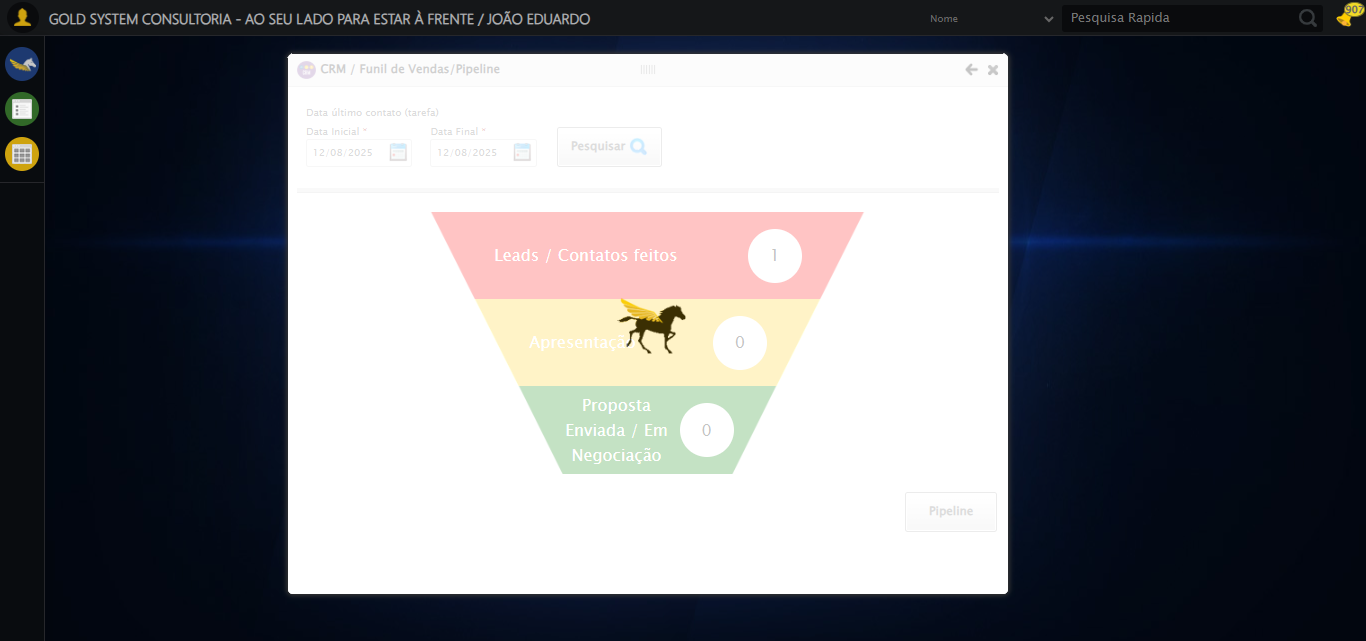 GOLD SYSTEM CONSULTORIA - AO SEU LADO PARA ESTAR À FRENTE / JOÃO EDUARDO
Nome
Pesquisa Rapida
907
CRM / Funil de Vendas/Pipeline
Data último contato (tarefa)
Data Inicial *
Data Final *
12/08/2025
12/08/2025
Pesquisar
Leads / Contatos feitos
1
0
Proposta
Enviada / Em
Negociação
0
Pipeline